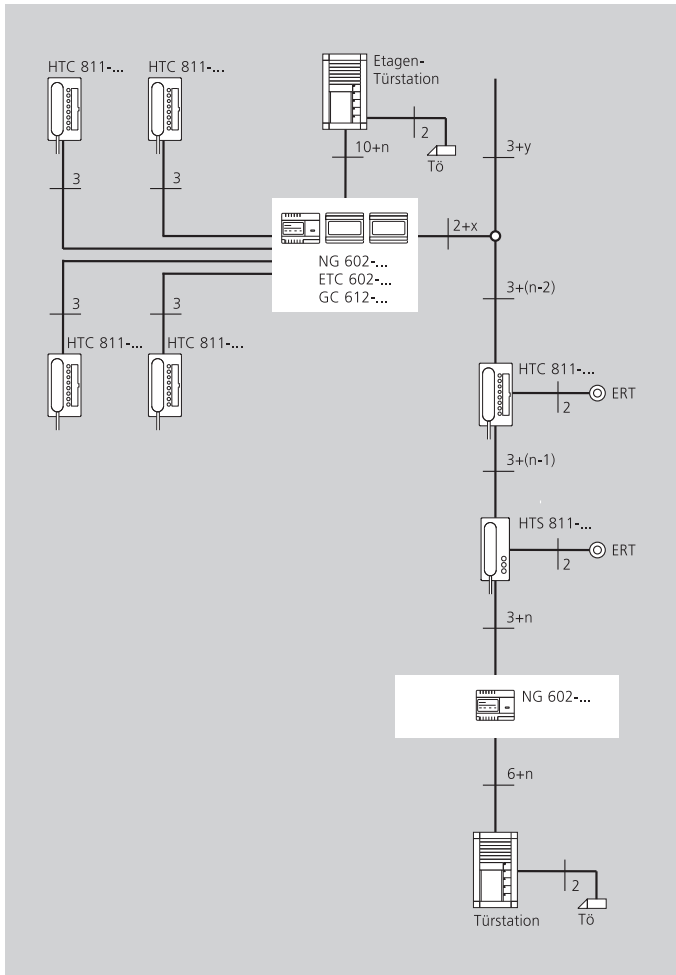 HTC 811-...
HTC 811-...
Etagen-
Türstation
2
Tö
3
3
10+n
3+y
2+x
NG 602-...
ETC 602-...
GC 612-...
3
3
HTC 811-...
HTC 811-...
3+(n-2)
HTC 811-...
2
ERT
3+(n-1)
HTS 811-...
2
ERT
3+n
NG 602-...
6+n
2
Türstation
Tö